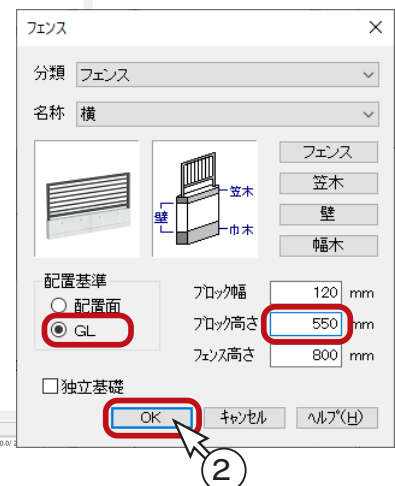 フェンス
分類 フェンス
名称 横
笠木
壁
巾木
フェンス
笠木
壁
幅木
配置基準
配置面
GL
ブロック幅 120 mm
ブロック高さ 550 mm
フェンス高さ 800 mm
独立基礎
OK キャンセル ヘルプ(H)
2